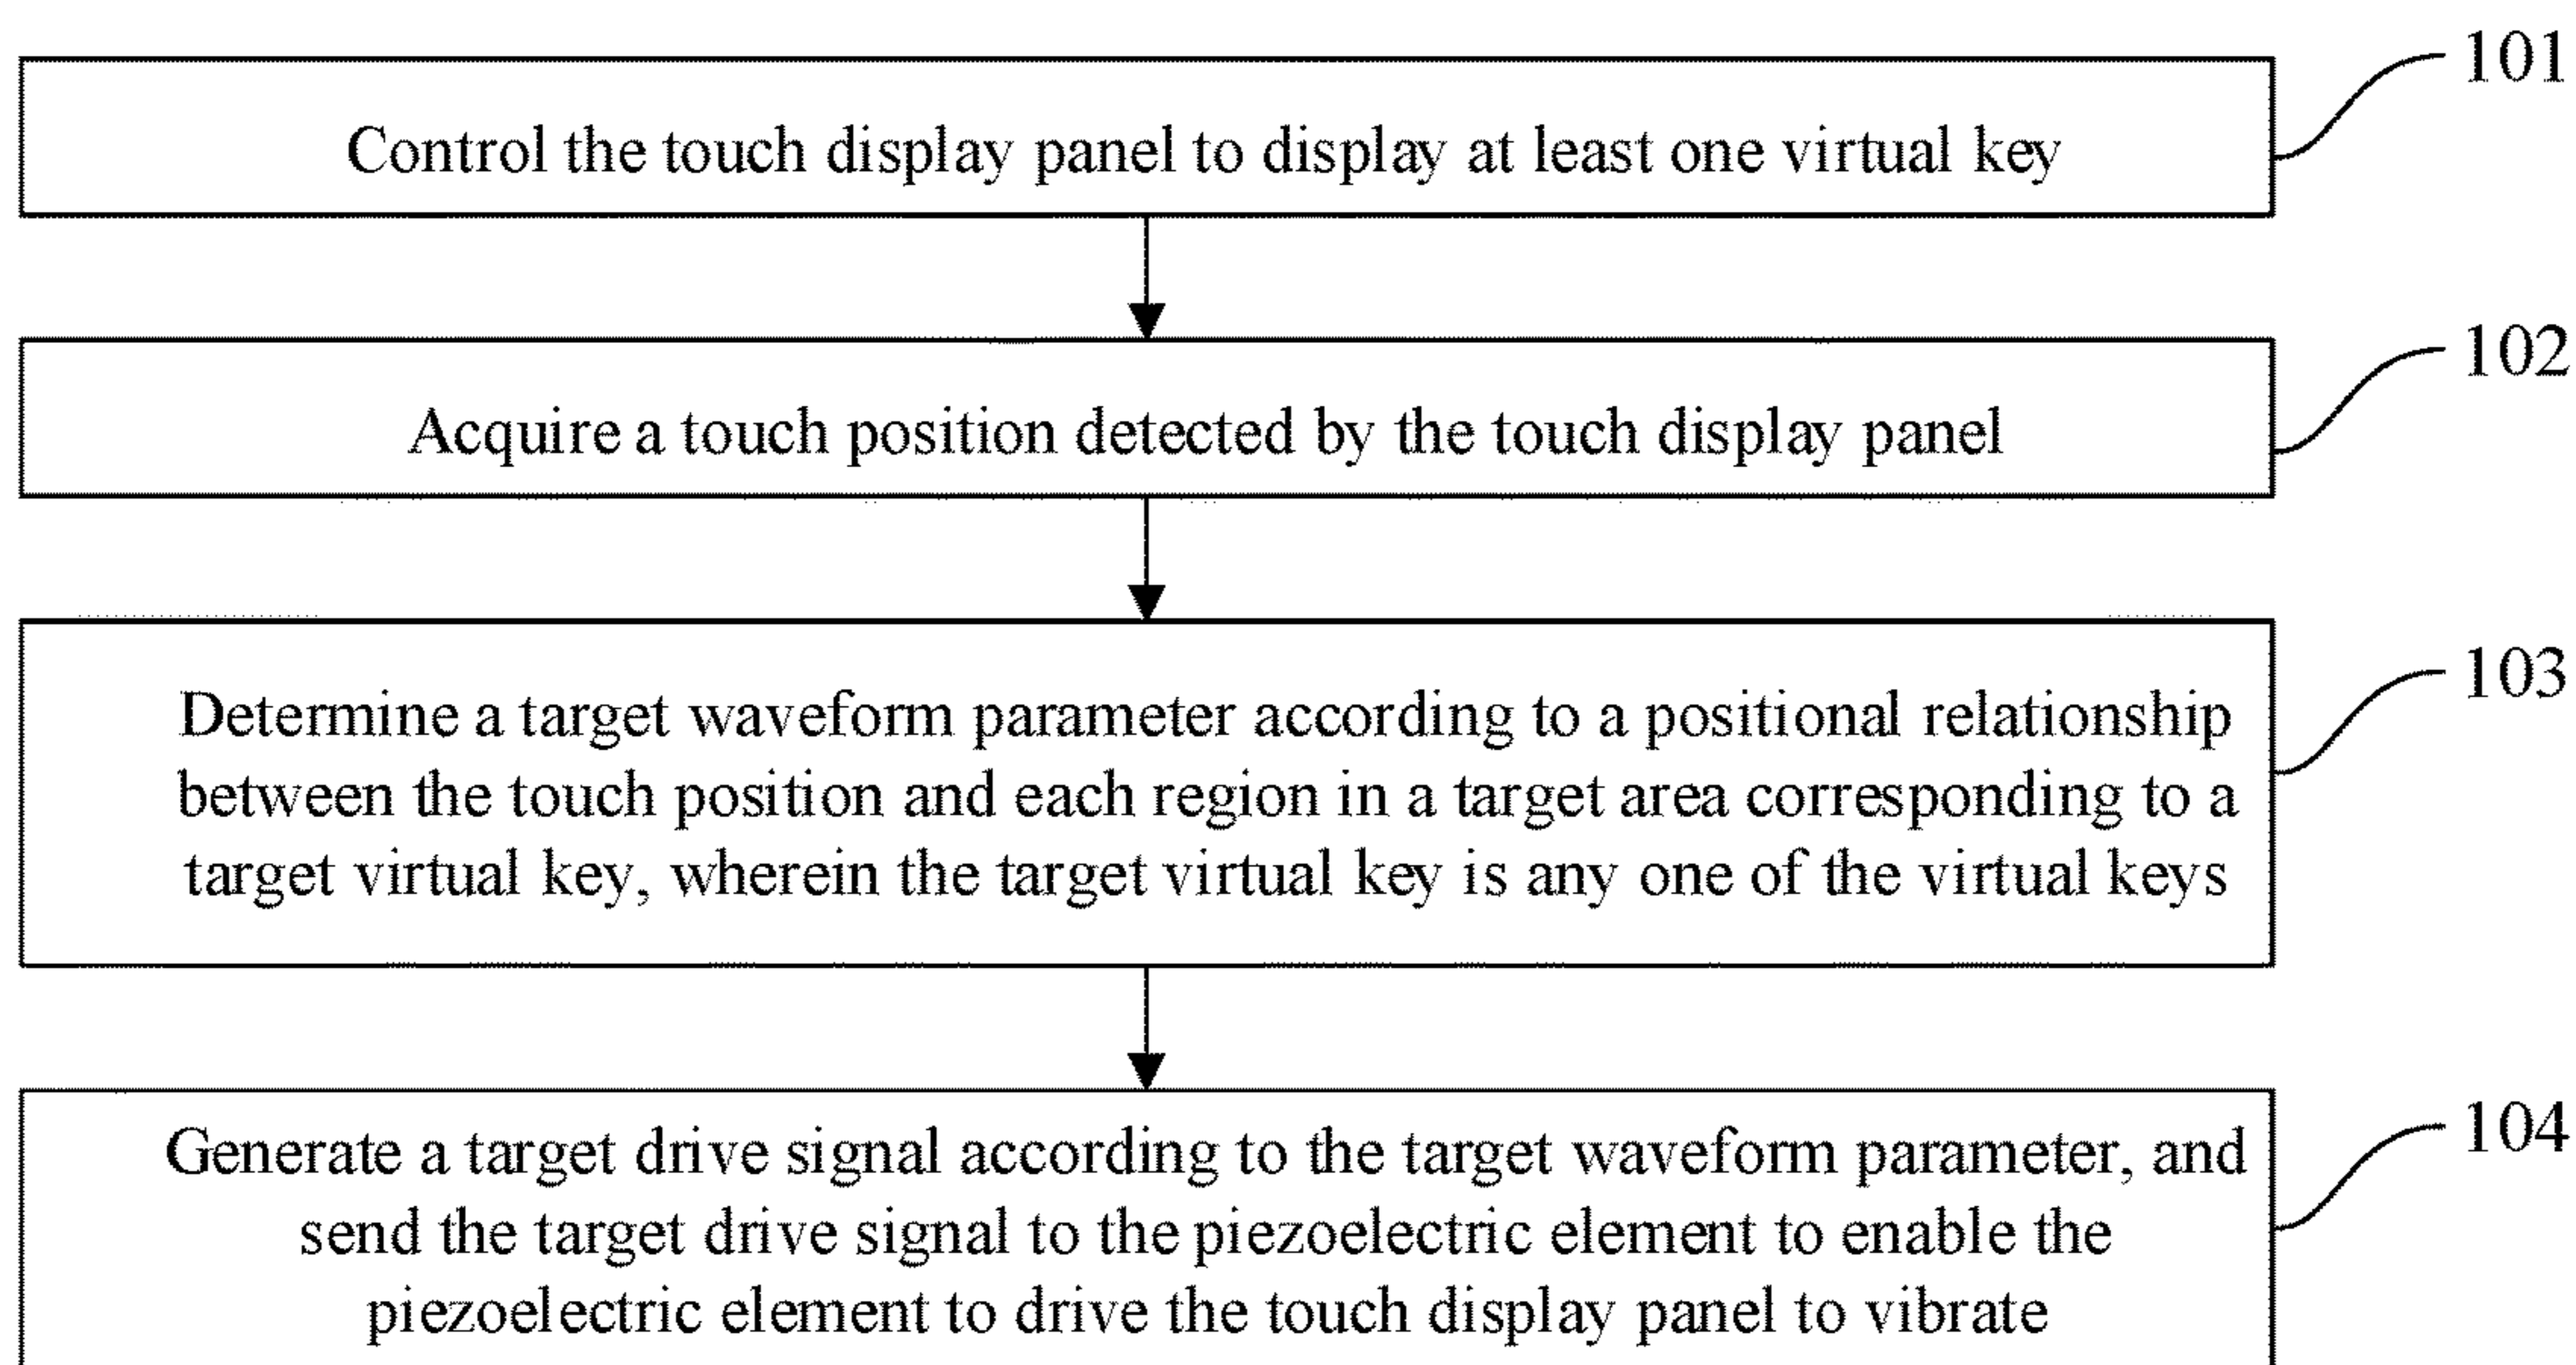 101
Control the touch display panel to display at least one virtual key
102
Acquire a touch position detected by the touch display panel
103
Determine a target waveform parameter according to a positional relationship
between the touch position and each region in a target area corresponding to a
target virtual key, wherein the target virtual key is any one of the virtual keys
104
Generate a target drive signal according to the target waveform parameter, and
send the target drive signal to the piezoelectric element to enable the
piezoelectric element to drive the touch display panel to vibrate